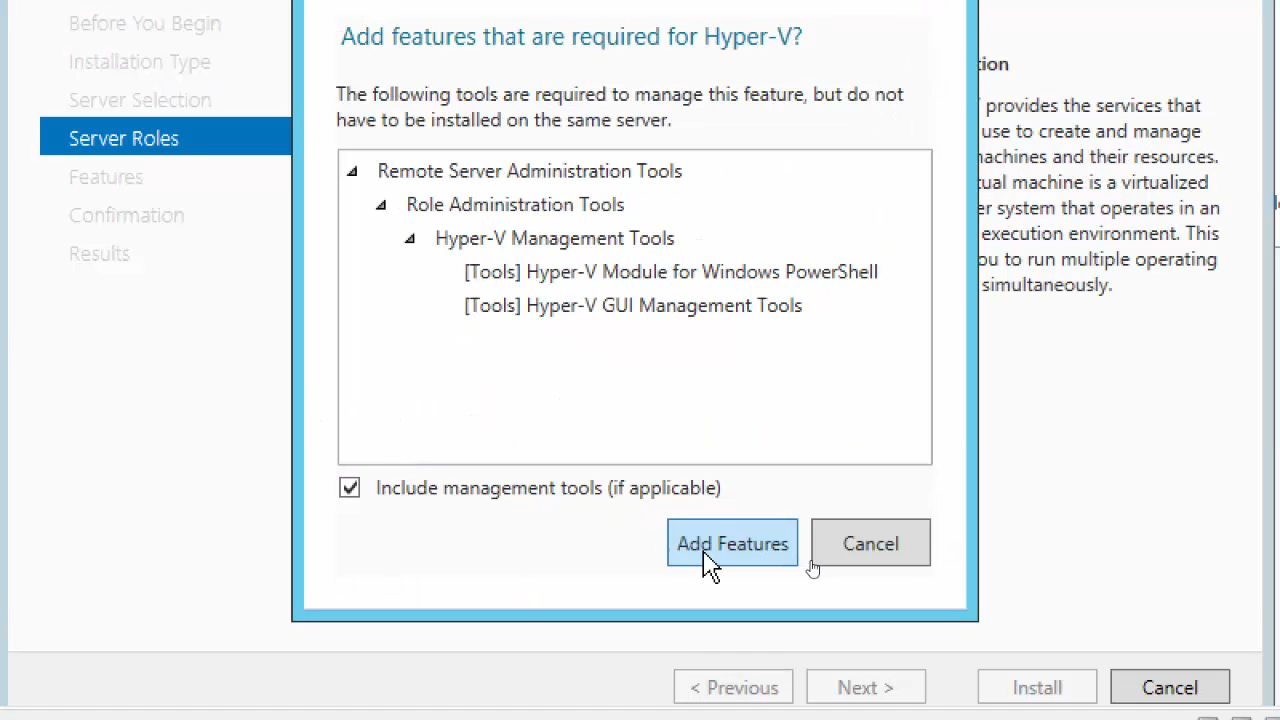 Before You Begin
Installation Type
Server Selection
Server Roles
Features
Confirmation
Results
Add features that are required for Hyper-V?
The following tools are required to manage this feature, but do not
have to be installed on the same server.
Remote Server Administration Tools
Role Administration Tools
Hyper-V Management Tools
[Tools] Hyper-V Module for Windows PowerShell
[Tools] Hyper-V GUI Management Tools
Include management tools (if applicable)
Add Features
Cancel
provides the services that
use to create and manage
and their resources.
machine is a virtualized
system that operates in an
execution environment. This
to run multiple operating
simultaneously.
< Previous
Next >
Install
Cancel